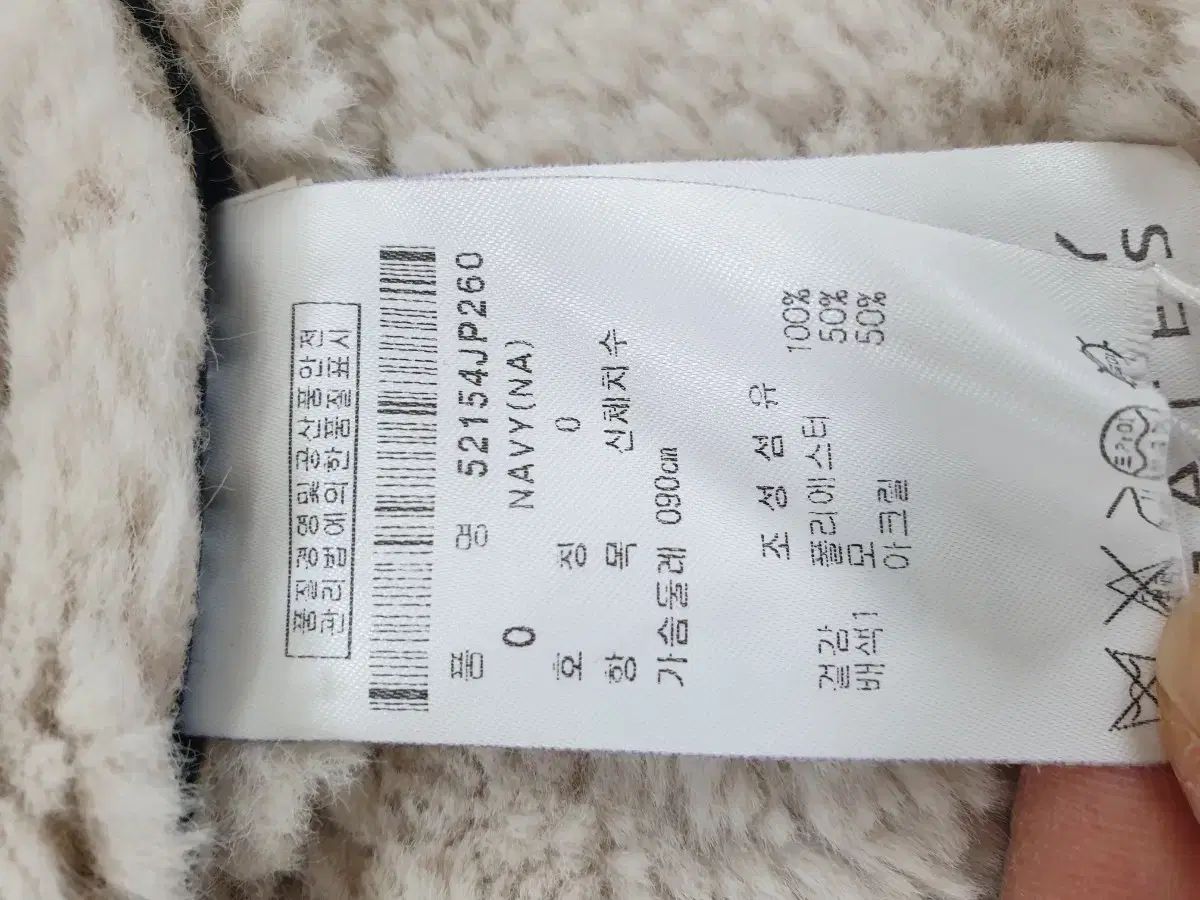 품질경영 및 공산품안전
관리법에의한 품질표시
품 명 52154JP260
0 NAVY(NA)
호 칭 0
항 목 신체치수
가슴둘레 090cm
조 성 섬 유
겉감 폴리에스터 100%
배색1 모 50%
아크릴 50%